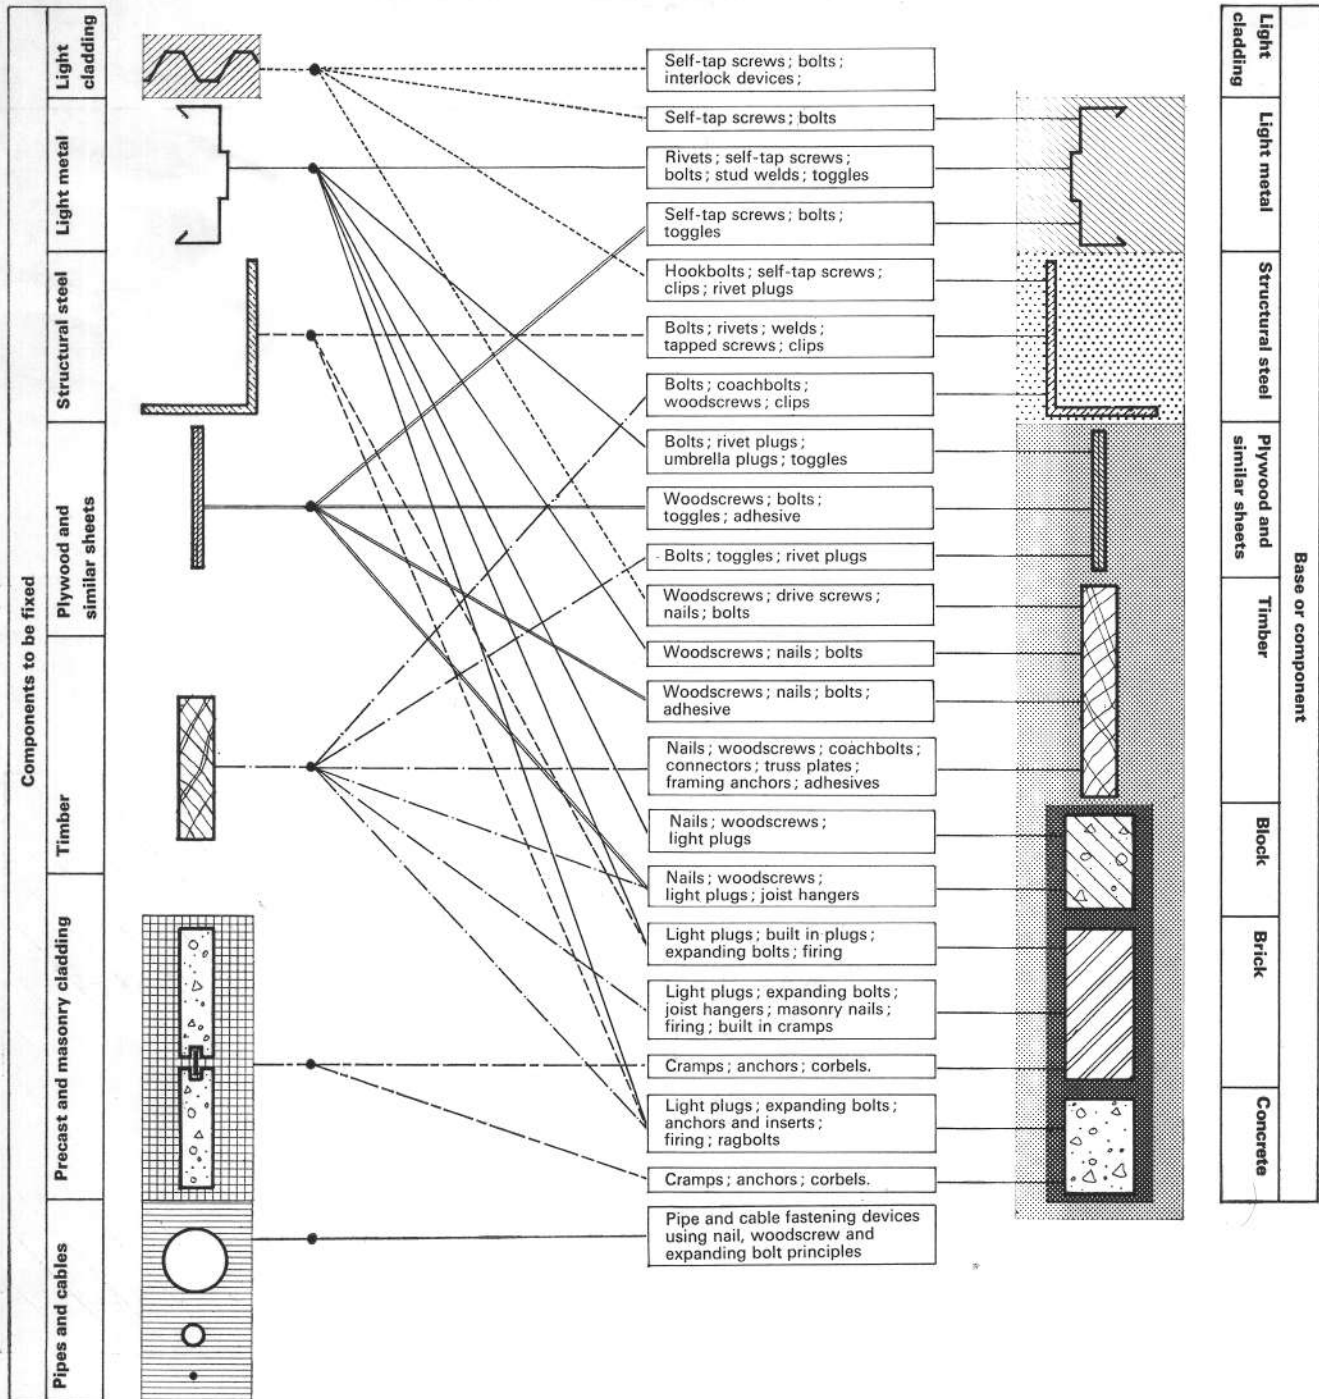 Components to be fixed
Light
cladding
Light metal
Structural steel
Plywood and
similar sheets
Timber
Precast and masonry cladding
Pipes and cables
Self-tap screws; bolts;
interlock devices;
Self-tap screws; bolts
Rivets; self-tap screws;
bolts; stud welds; toggles
Self-tap screws; bolts;
toggles
Hookbolts; self-tap screws;
clips; rivet plugs
Bolts; rivets; welds;
tapped screws; clips
Bolts; coachbolts;
woodscrews; clips
Bolts; rivet plugs;
umbrella plugs; toggles
Woodscrews; bolts;
toggles; adhesive
Bolts; toggles; rivet plugs
Woodscrews; drive screws;
nails; bolts
Woodscrews; nails; bolts
Woodscrews; nails; bolts;
adhesive
Nails; woodscrews; coachbolts;
connectors; truss plates;
framing anchors; adhesives
Nails; woodscrews;
light plugs
Nails; woodscrews;
light plugs; joist hangers
Light plugs; built in plugs;
expanding bolts; firing
Light plugs; expanding bolts;
joist hangers; masonry nails;
firing; built in cramps
Cramps; anchors; corbels.
Light plugs; expanding bolts;
anchors and inserts;
firing; ragbolts
Cramps; anchors; corbels.
Pipe and cable fastening devices
using nail, woodscrew and
expanding bolt principles
Light
cladding
Light metal
Structural steel
Plywood and
similar sheets
Timber
Block
Brick
Concrete
Base or component